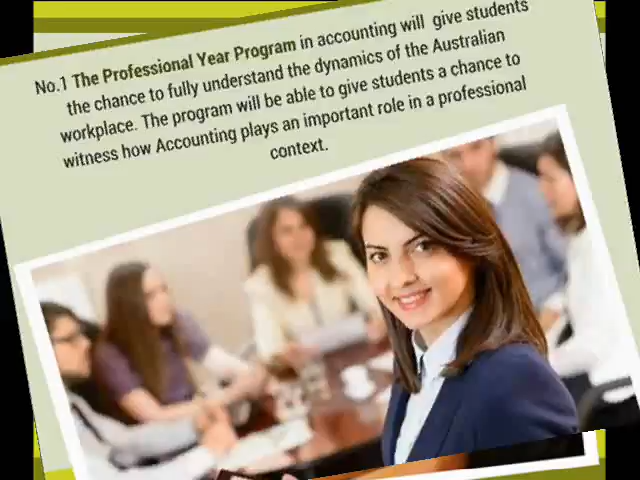 No.1 The Professional Year Program in accounting will give students
the chance to fully understand the dynamics of the Australian
workplace. The program will be able to give students a chance to
witness how Accounting plays an important role in a professional
context.